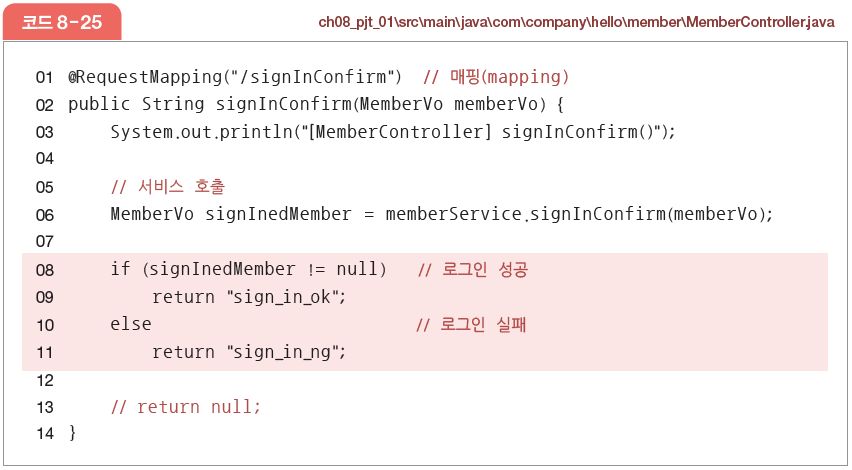 코드 8-25
ch08_pjt_01\src\main\java\com\company\hello\member\MemberController.java
01 @RequestMapping("/signInConfirm")  // 매핑(mapping)
02 public String signInConfirm(MemberVo memberVo) {
03     System.out.println("[MemberController] signInConfirm()");
04
05     // 서비스 호출
06     MemberVo signInedMember = memberService.signInConfirm(memberVo);
07
08     if (signInedMember != null)   // 로그인 성공
09         return "sign_in_ok";
10     else                          // 로그인 실패
11         return "sign_in_ng";
12
13     // return null;
14 }